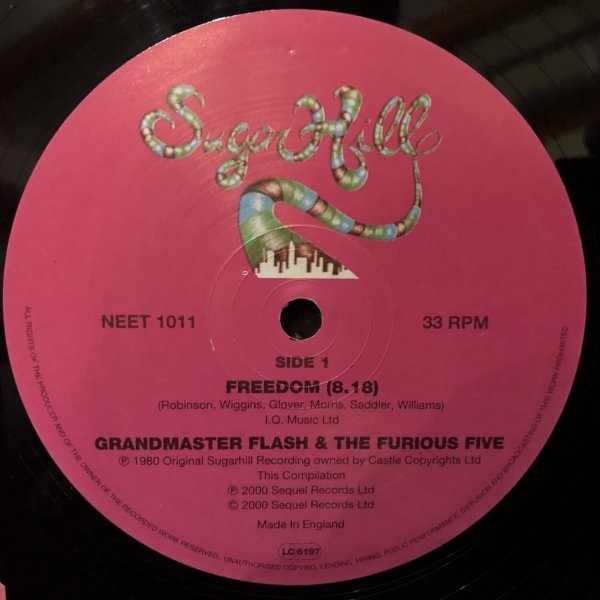 Sugar Hill
NEET 1011
33 RPM
SIDE 1
FREEDOM (8.18)
(Robinson, Wiggins, Glover, Morris, Saddler, Williams)
I.Q. Music Ltd
GRANDMASTER FLASH & THE FURIOUS FIVE
℗ 1980 Original Sugarhill Recording owned by Castle Copyrights Ltd
This Compilation
℗ 2000 Sequel Records Ltd
© 2000 Sequel Records Ltd
Made In England
LC 6197
ALL RIGHTS OF THE PRODUCER AND OF THE OWNER OF THE RECORDED WORK RESERVED. UNAUTHORISED COPYING, LENDING, HIRING, PUBLIC PERFORMANCE, DIFFUSION AND BROADCASTING OF THIS WORK PROHIBITED.